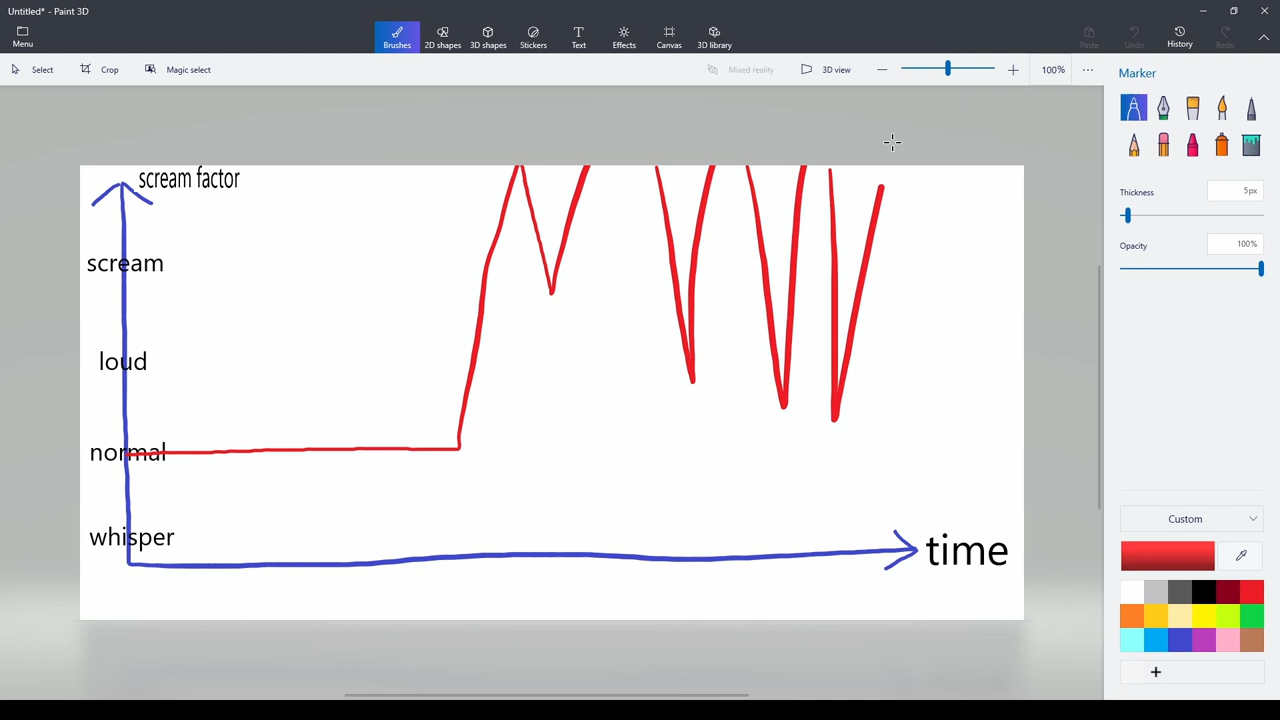 Untitled* - Paint 3D
Menu
Brushes 2D shapes 3D shapes Stickers Text Effects Canvas 3D library
Paste Undo History Redo
Select Crop Magic select
Mixed reality 3D view 100%
Marker
Thickness 5px
Opacity 100%
Custom
scream factor
scream
loud
normal
whisper
time